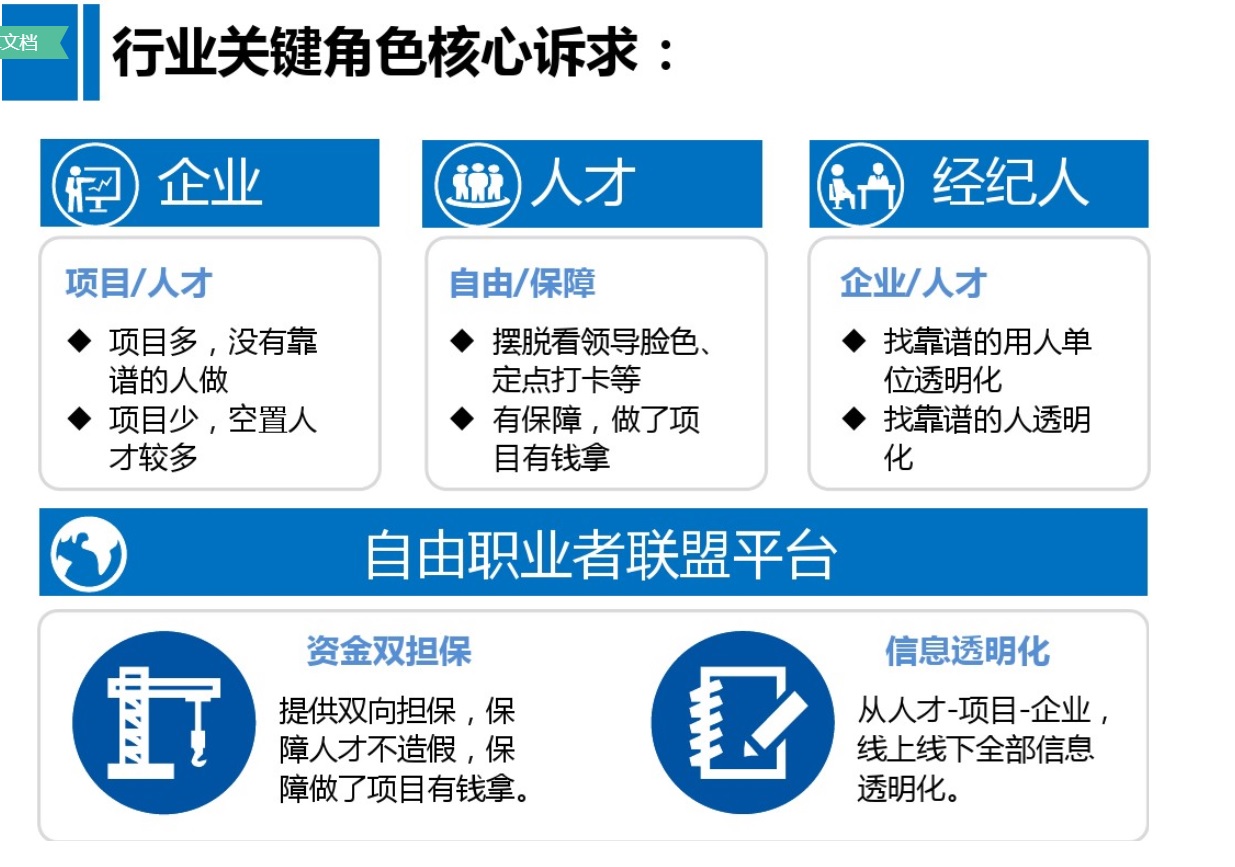 文档
行业关键角色核心诉求：
企业
人才
经纪人
项目/人才
◆ 项目多，没有靠
谱的人做
◆ 项目少，空置人
才较多
自由/保障
◆ 摆脱看领导脸色、
定点打卡等
◆ 有保障，做了项
目有钱拿
企业/人才
◆ 找靠谱的用人单
位透明化
◆ 找靠谱的人透明
化
自由职业者联盟平台
资金双担保
提供双向担保，保
障人才不造假，保
障做了项目有钱拿。
信息透明化
从人才-项目-企业，
线上线下全部信息
透明化。